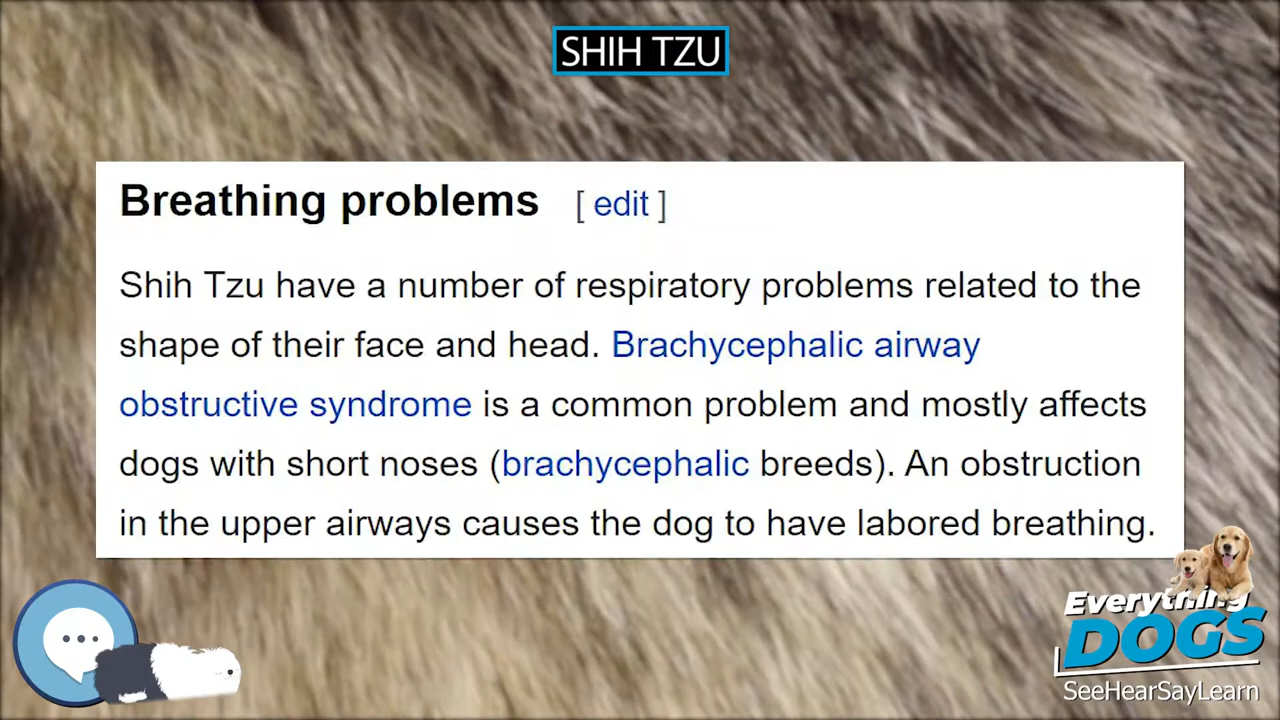 SHIH TZU
Breathing problems [ edit ]
Shih Tzu have a number of respiratory problems related to the
shape of their face and head. Brachycephalic airway
obstructive syndrome is a common problem and mostly affects
dogs with short noses (brachycephalic breeds). An obstruction
in the upper airways causes the dog to have labored breathing.
Everything
DOGS
SeeHearSayLearn